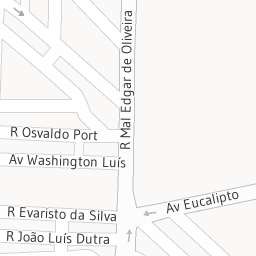 R Mal Edgar de Oliveira
R Osvaldo Port
Av Washington Luís
Av Eucalipto
R Evaristo da Silva
R João Luís Dutra